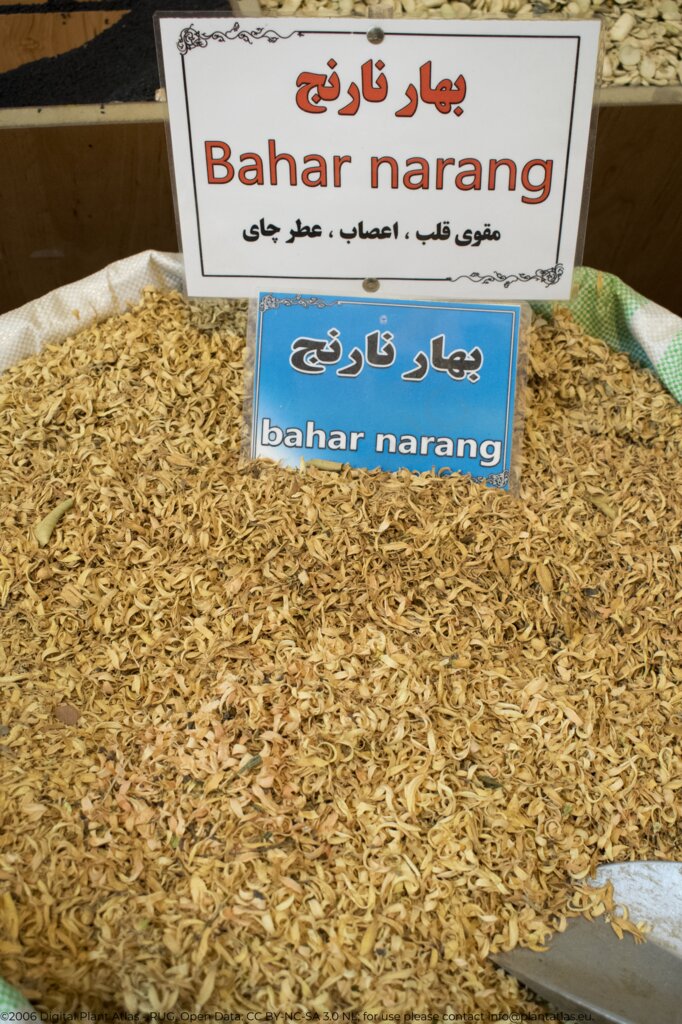 بهار نارنج
Bahar narang
مقوی قلب ، اعصاب ، عطر چای
بهار نارنج
bahar narang
©2006 Digital Plant Atlas - RUG, Open Data: CC BY-NC-SA 3.0 NL; for use please contact info@plantatlas.eu.